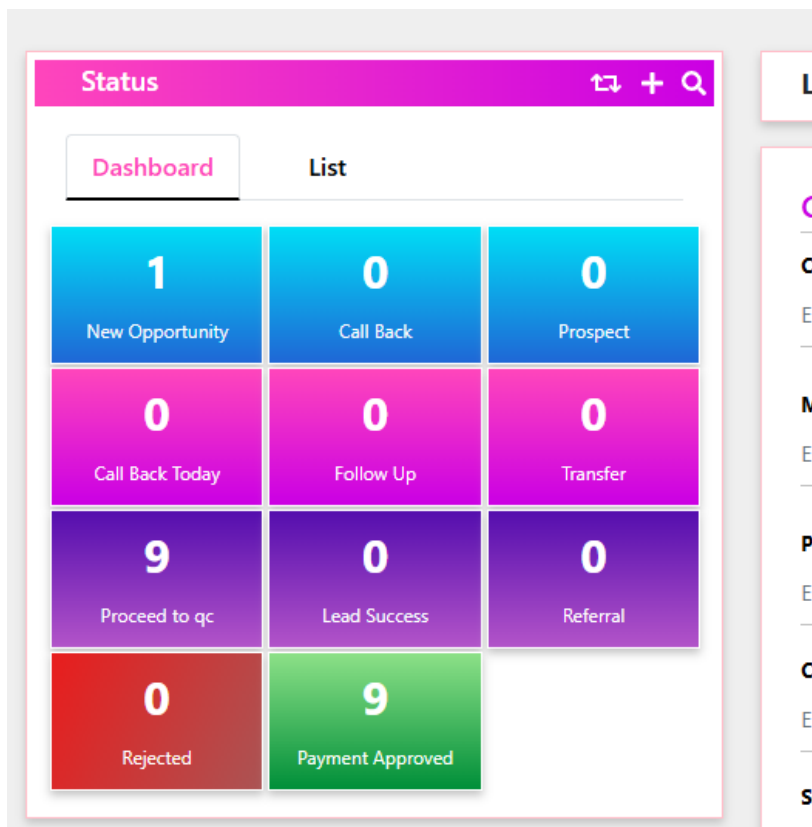 Status
Dashboard List
1 0 0
New Opportunity Call Back Prospect
0 0 0
Call Back Today Follow Up Transfer
9 0 0
Proceed to qc Lead Success Referral
0 9
Rejected Payment Approved